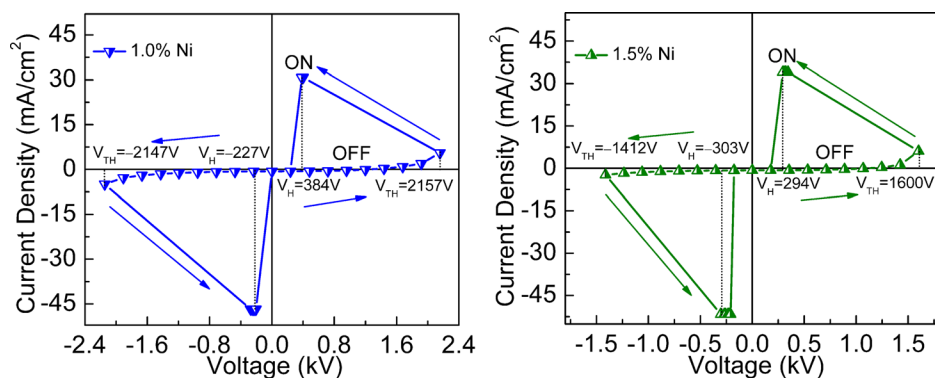 Current Density (mA/cm²)
45
30
15
0
-15
-30
-45
1.0% Ni
ON
OFF
V_TH=−2147V
V_H=−227V
V_H=384V
V_TH=2157V
-2.4 -1.6 -0.8 0.0 0.8 1.6 2.4
Voltage (kV)
Current Density (mA/cm²)
45
30
15
0
-15
-30
-45
1.5% Ni
ON
OFF
V_TH=−1412V
V_H=−303V
V_H=294V
V_TH=1600V
-1.5 -1.0 -0.5 0.0 0.5 1.0 1.5
Voltage (kV)